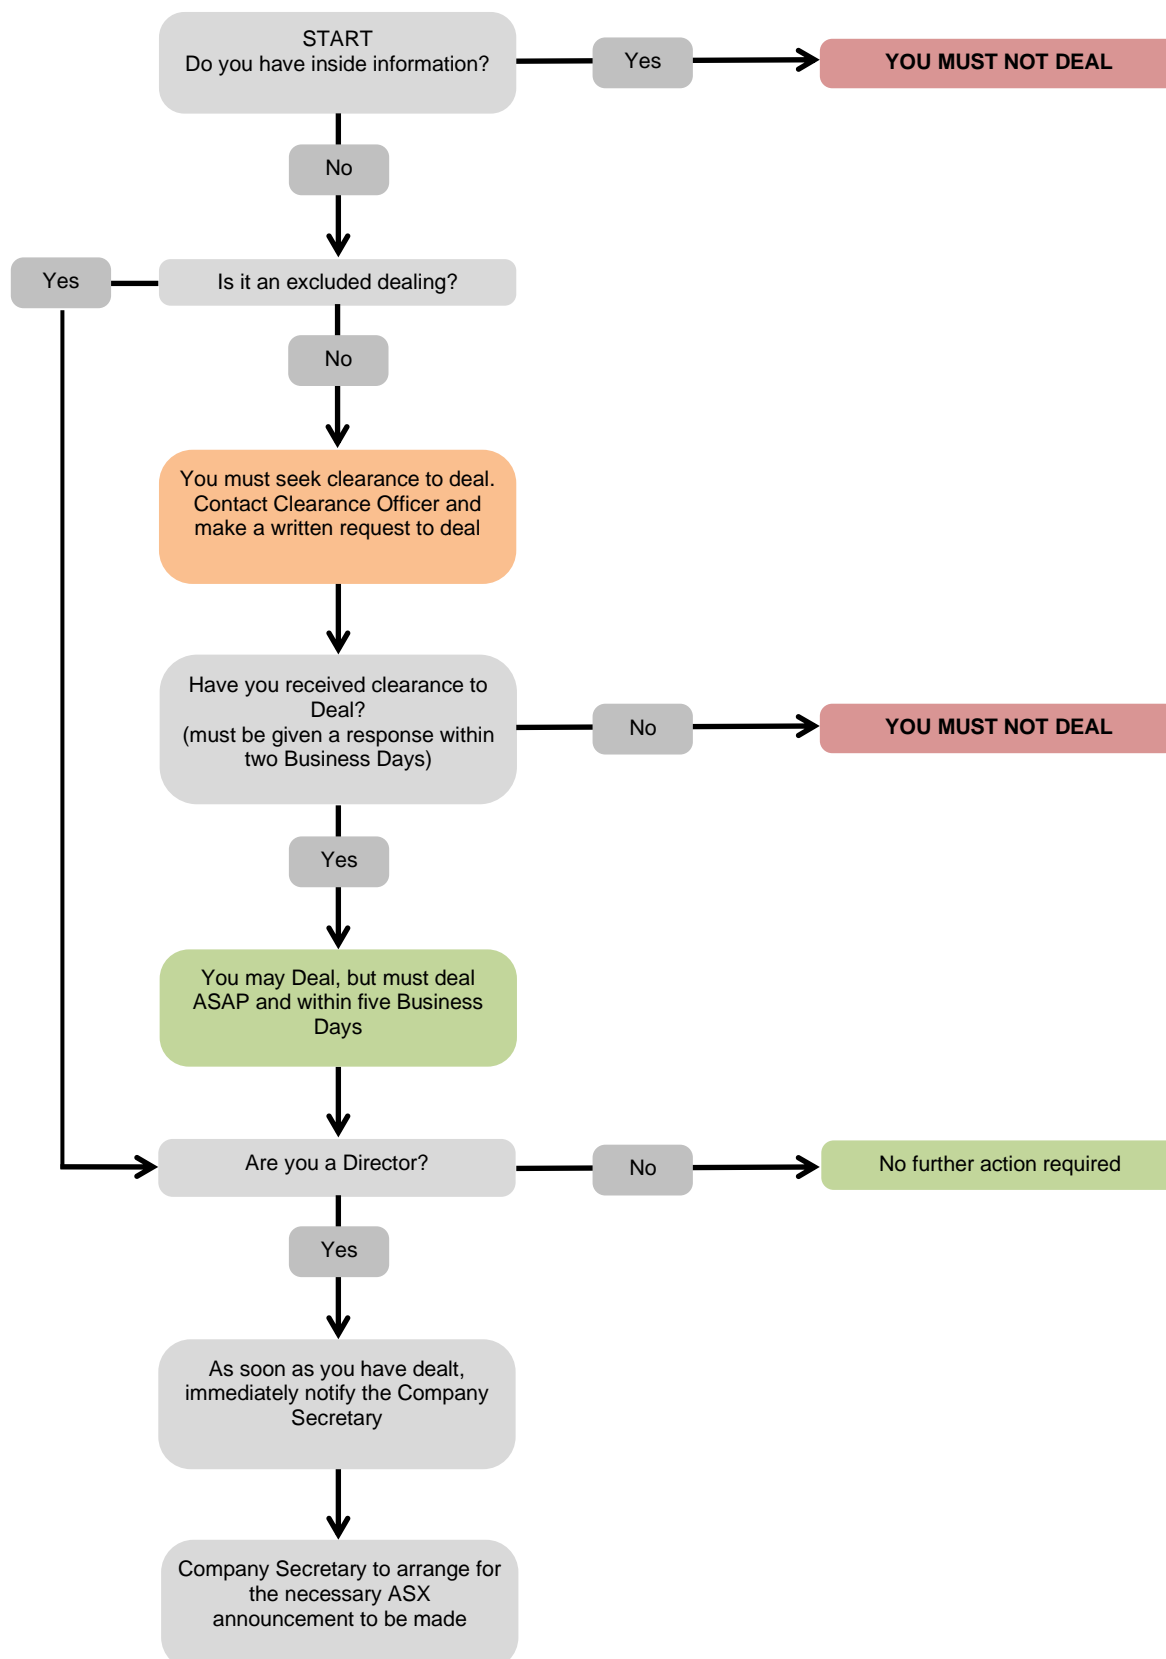 START
Do you have inside information?
Yes
YOU MUST NOT DEAL
No
Yes
Is it an excluded dealing?
No
You must seek clearance to deal.
Contact Clearance Officer and
make a written request to deal
Have you received clearance to
Deal?
(must be given a response within
two Business Days)
No
YOU MUST NOT DEAL
Yes
You may Deal, but must deal
ASAP and within five Business
Days
Are you a Director?
No
No further action required
Yes
As soon as you have dealt,
immediately notify the Company
Secretary
Company Secretary to arrange for
the necessary ASX
announcement to be made